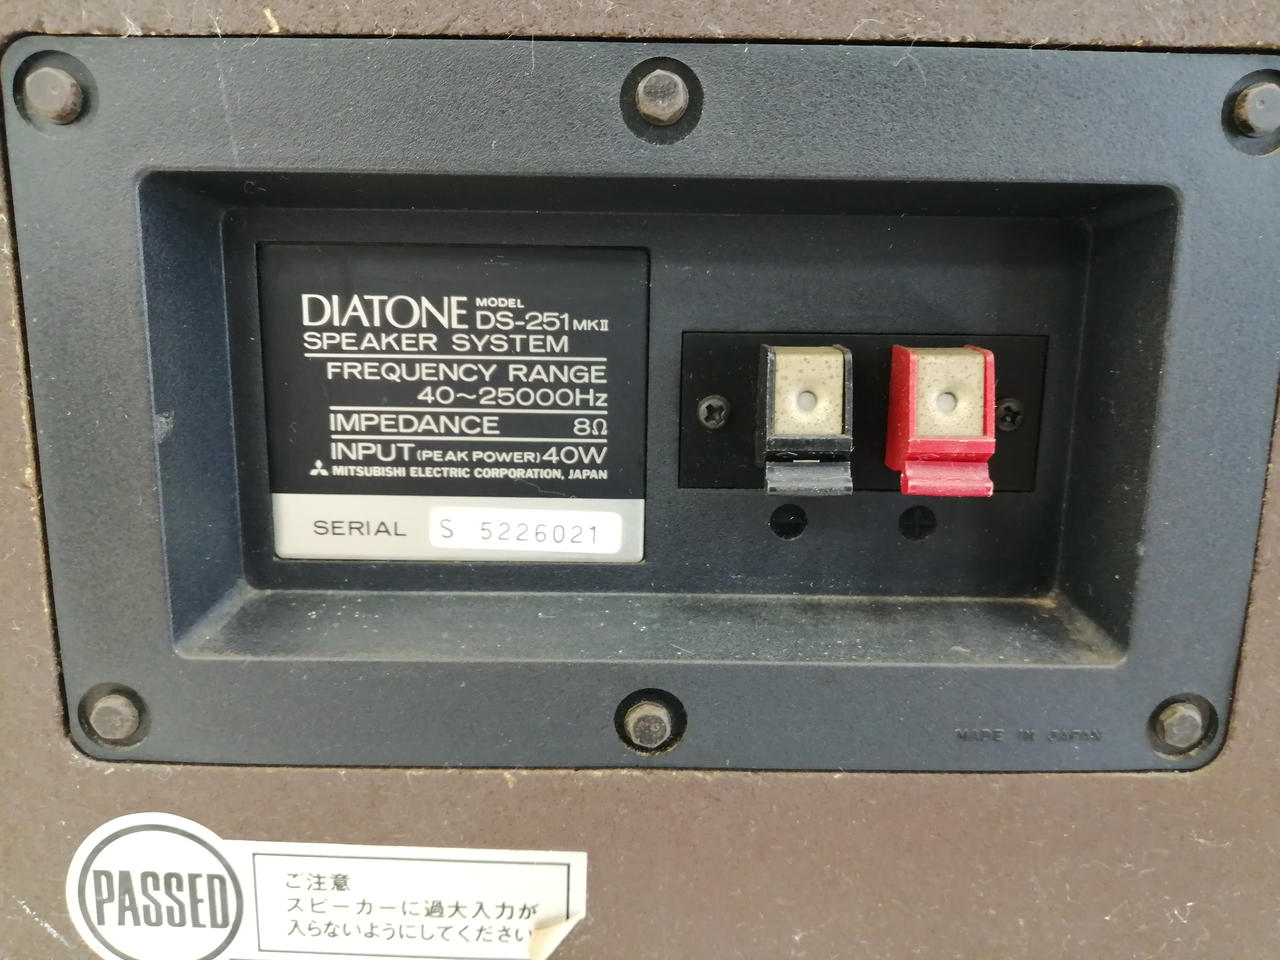 DIATONE MODEL DS-251 MKII
SPEAKER SYSTEM
FREQUENCY RANGE
40~25000Hz
IMPEDANCE 8Ω
INPUT (PEAK POWER) 40W
MITSUBISHI ELECTRIC CORPORATION, JAPAN
SERIAL S 5226021
MADE IN JAPAN
PASSED
ご注意
スピーカーに過大入力が
入らないようにしてください